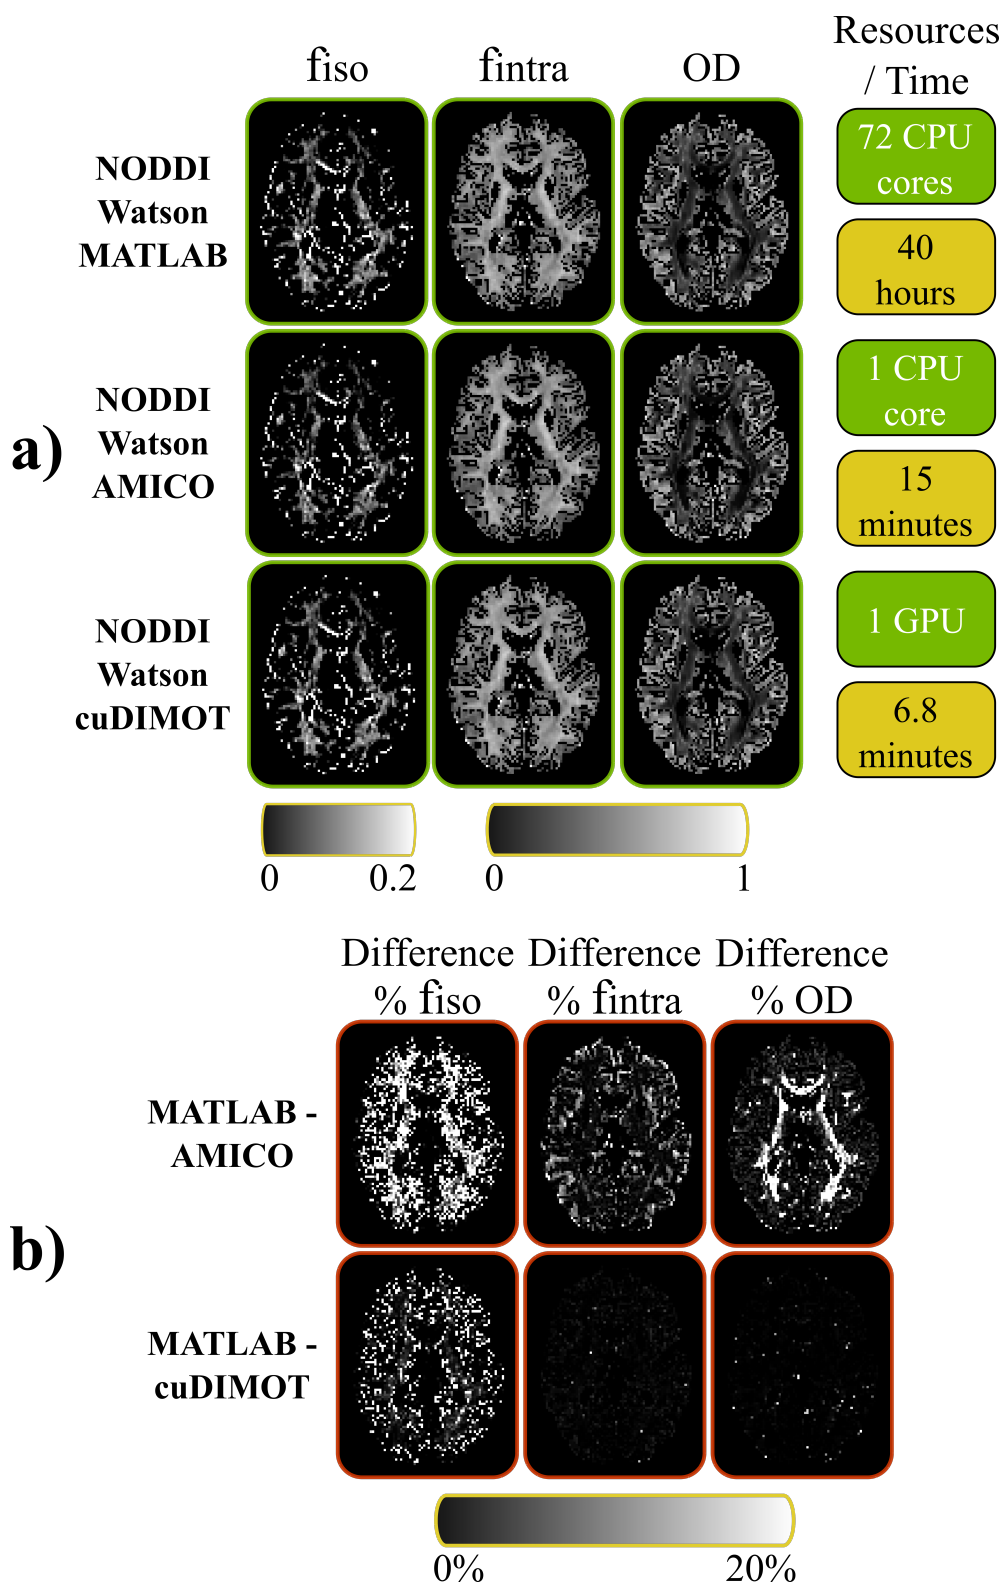 fiso
fintra
OD
Resources
/ Time
NODDI
Watson
MATLAB
72 CPU
cores
40
hours
a)
NODDI
Watson
AMICO
1 CPU
core
15
minutes
NODDI
Watson
cuDIMOT
1 GPU
6.8
minutes
0
0.2
0
1
Difference
% fiso
Difference
% fintra
Difference
% OD
b)
MATLAB -
AMICO
MATLAB -
cuDIMOT
0%
20%